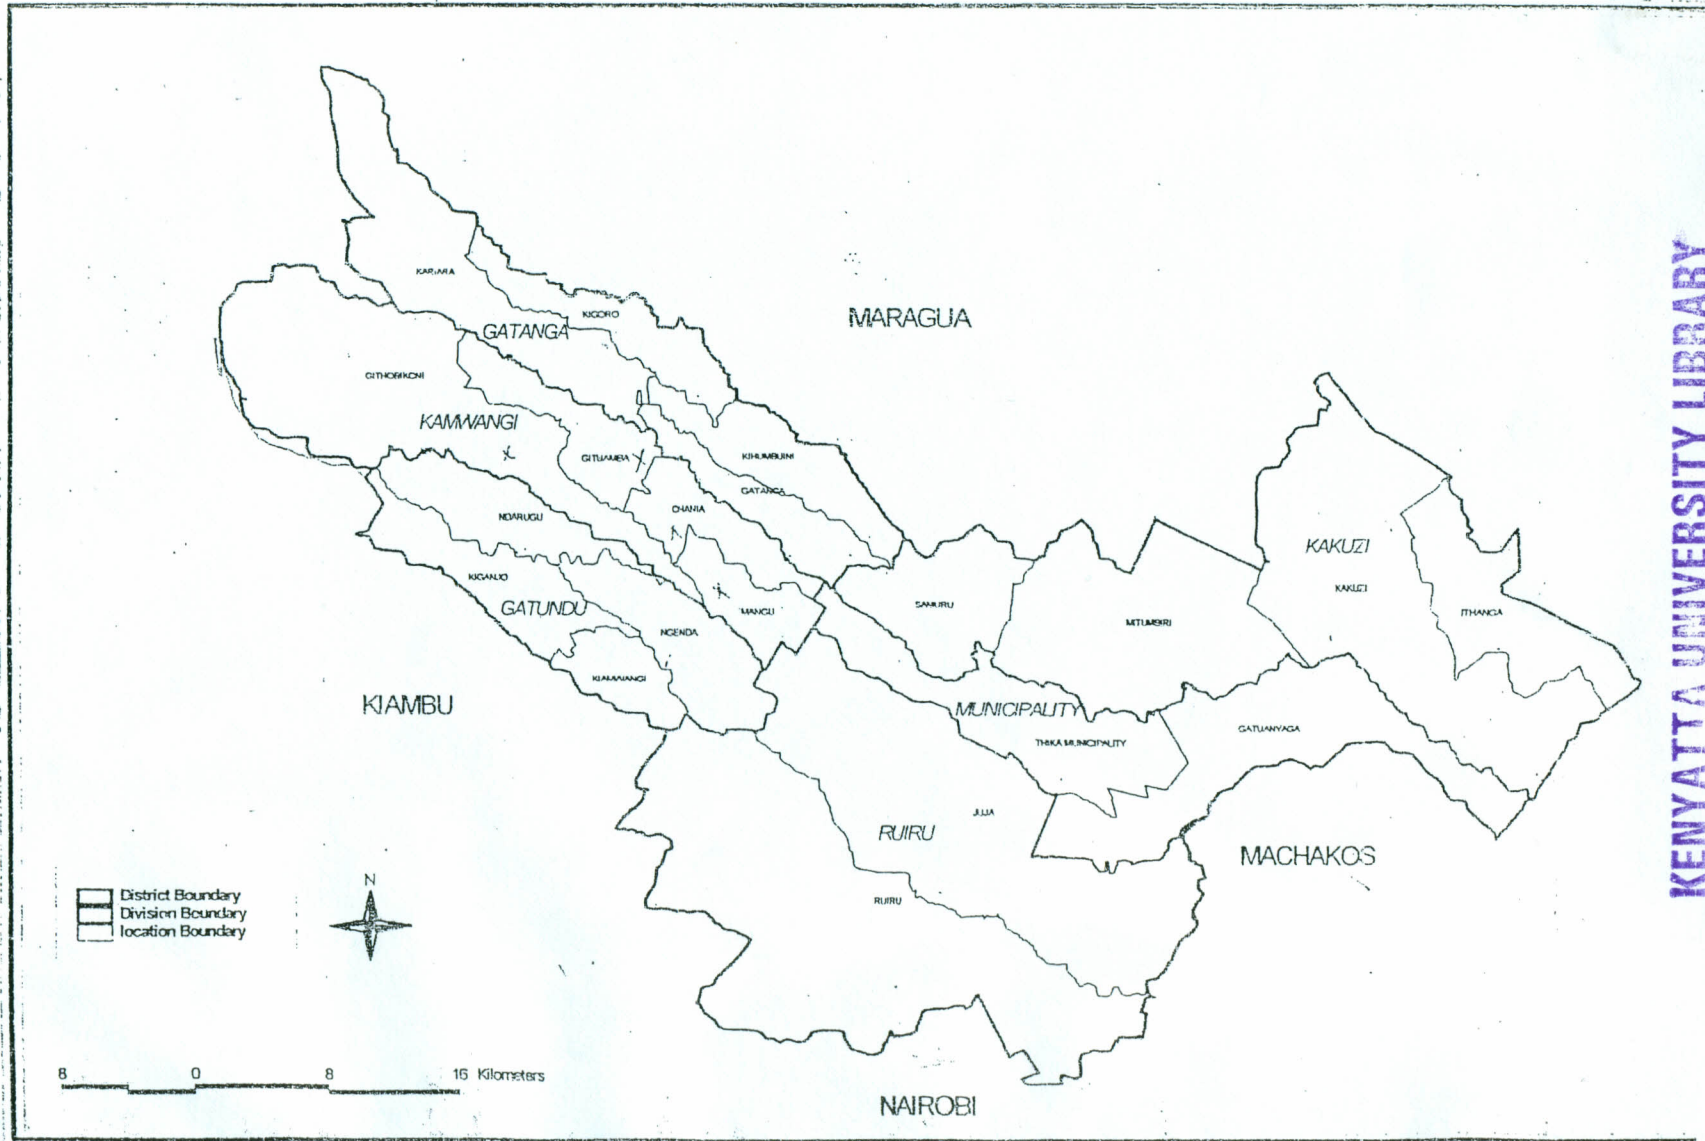 KARIARA
KIGORO
MARAGUA
GATANGA
GITHOBIKONI
KAMWANGI
GITUAMBA
KIHUMBUINI
GATANGA
CHANIA
NDARUGU
KAKUZI
KAKUZI
KIGANJO
GATUNDU
MANGU
SAMURU
ITHANGA
MITUMBIRI
NGENDA
KIAMWANGI
KIAMBU
MUNICIPALITY
THIKA MUNICIPALITY
GATUANYAGA
JUJA
RUIRU
MACHAKOS
RUIRU
District Boundary
Division Boundary
location Boundary
N
8 0 8 16 Kilometers
NAIROBI
KENYATTA UNIVERSITY LIBRARY